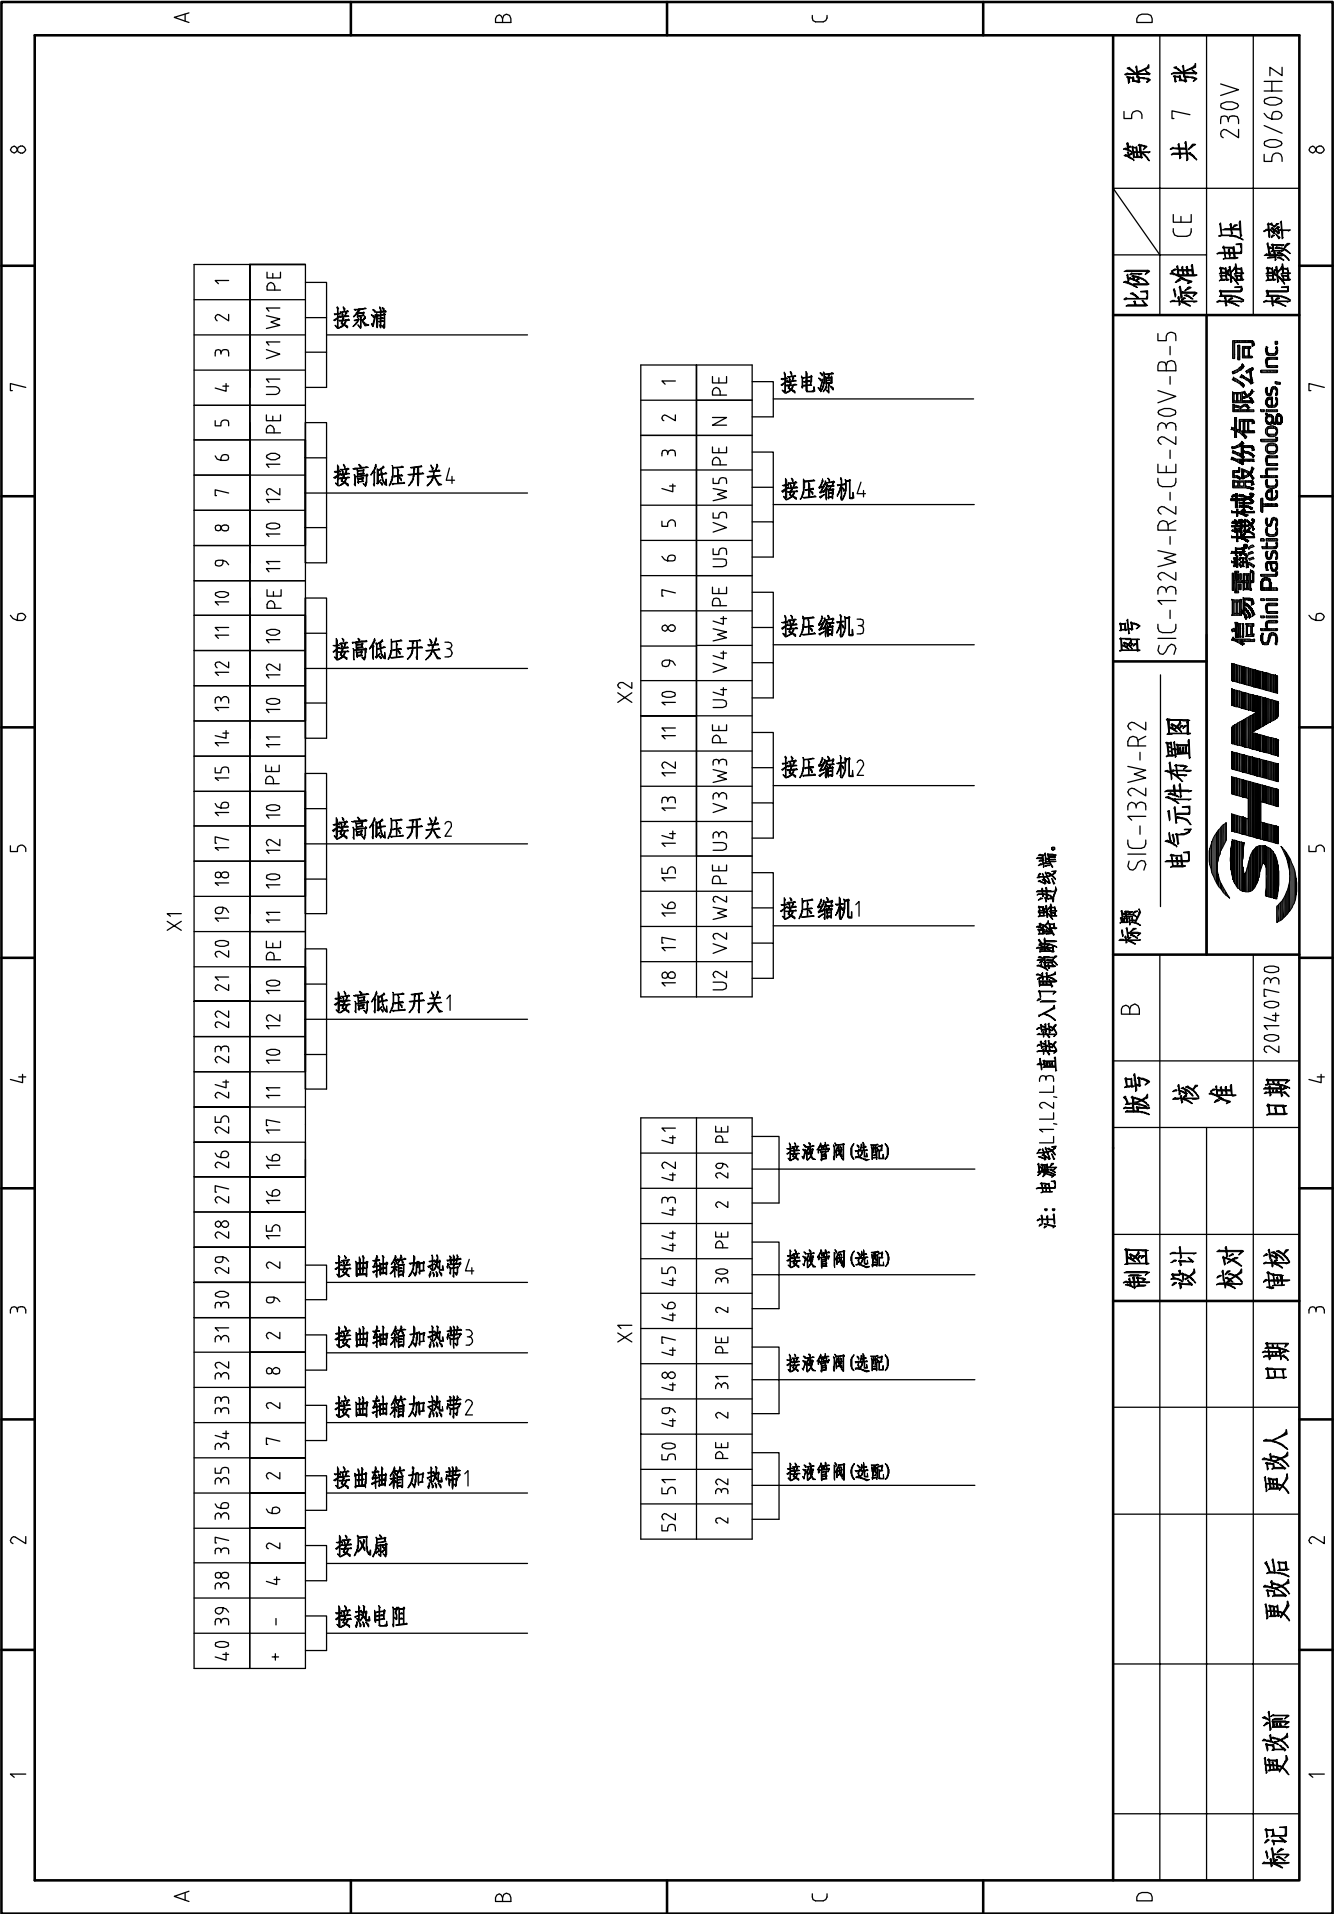 1 2 3 4 5 6 7 8
A
B
C
D
X1
40 39 38 37 36 35 34 33 32 31 30 29 28 27 26 25 24 23 22 21 20 19 18 17 16 15 14 13 12 11 10 9 8 7 6 5 4 3 2 1
+ - 4 2 6 2 7 2 8 2 9 2 15 16 16 17 11 10 12 10 PE 11 10 12 10 PE 11 10 12 10 PE 11 10 12 10 PE U1 V1 W1 PE
接热电阻
接风扇
接曲轴箱加热带1
接曲轴箱加热带2
接曲轴箱加热带3
接曲轴箱加热带4
接高低压开关1
接高低压开关2
接高低压开关3
接高低压开关4
接泵浦
X1
52 51 50 49 48 47 46 45 44 43 42 41
2 32 PE 2 31 PE 2 30 PE 2 29 PE
接液管阀(选配)
接液管阀(选配)
接液管阀(选配)
接液管阀(选配)
X2
18 17 16 15 14 13 12 11 10 9 8 7 6 5 4 3 2 1
U2 V2 W2 PE U3 V3 W3 PE U4 V4 W4 PE U5 V5 W5 PE N PE
接压缩机1
接压缩机2
接压缩机3
接压缩机4
接电源
注: 电源线L1,L2,L3直接接入门联锁断路器进线端。
标记 更改前 更改后 更改人 日期
制图
设计
校对
审核
版号 B
核准
日期 20140730
标题 SIC-132W-R2
电气元件布置图
图号
SIC-132W-R2-CE-230V-B-5
SHINI
信易電熱機械股份有限公司
Shini Plastics Technologies, Inc.
比例 第 5 张
标准 CE 共 7 张
机器电压 230V
机器频率 50/60Hz
A
B
C
D
1 2 3 4 5 6 7 8